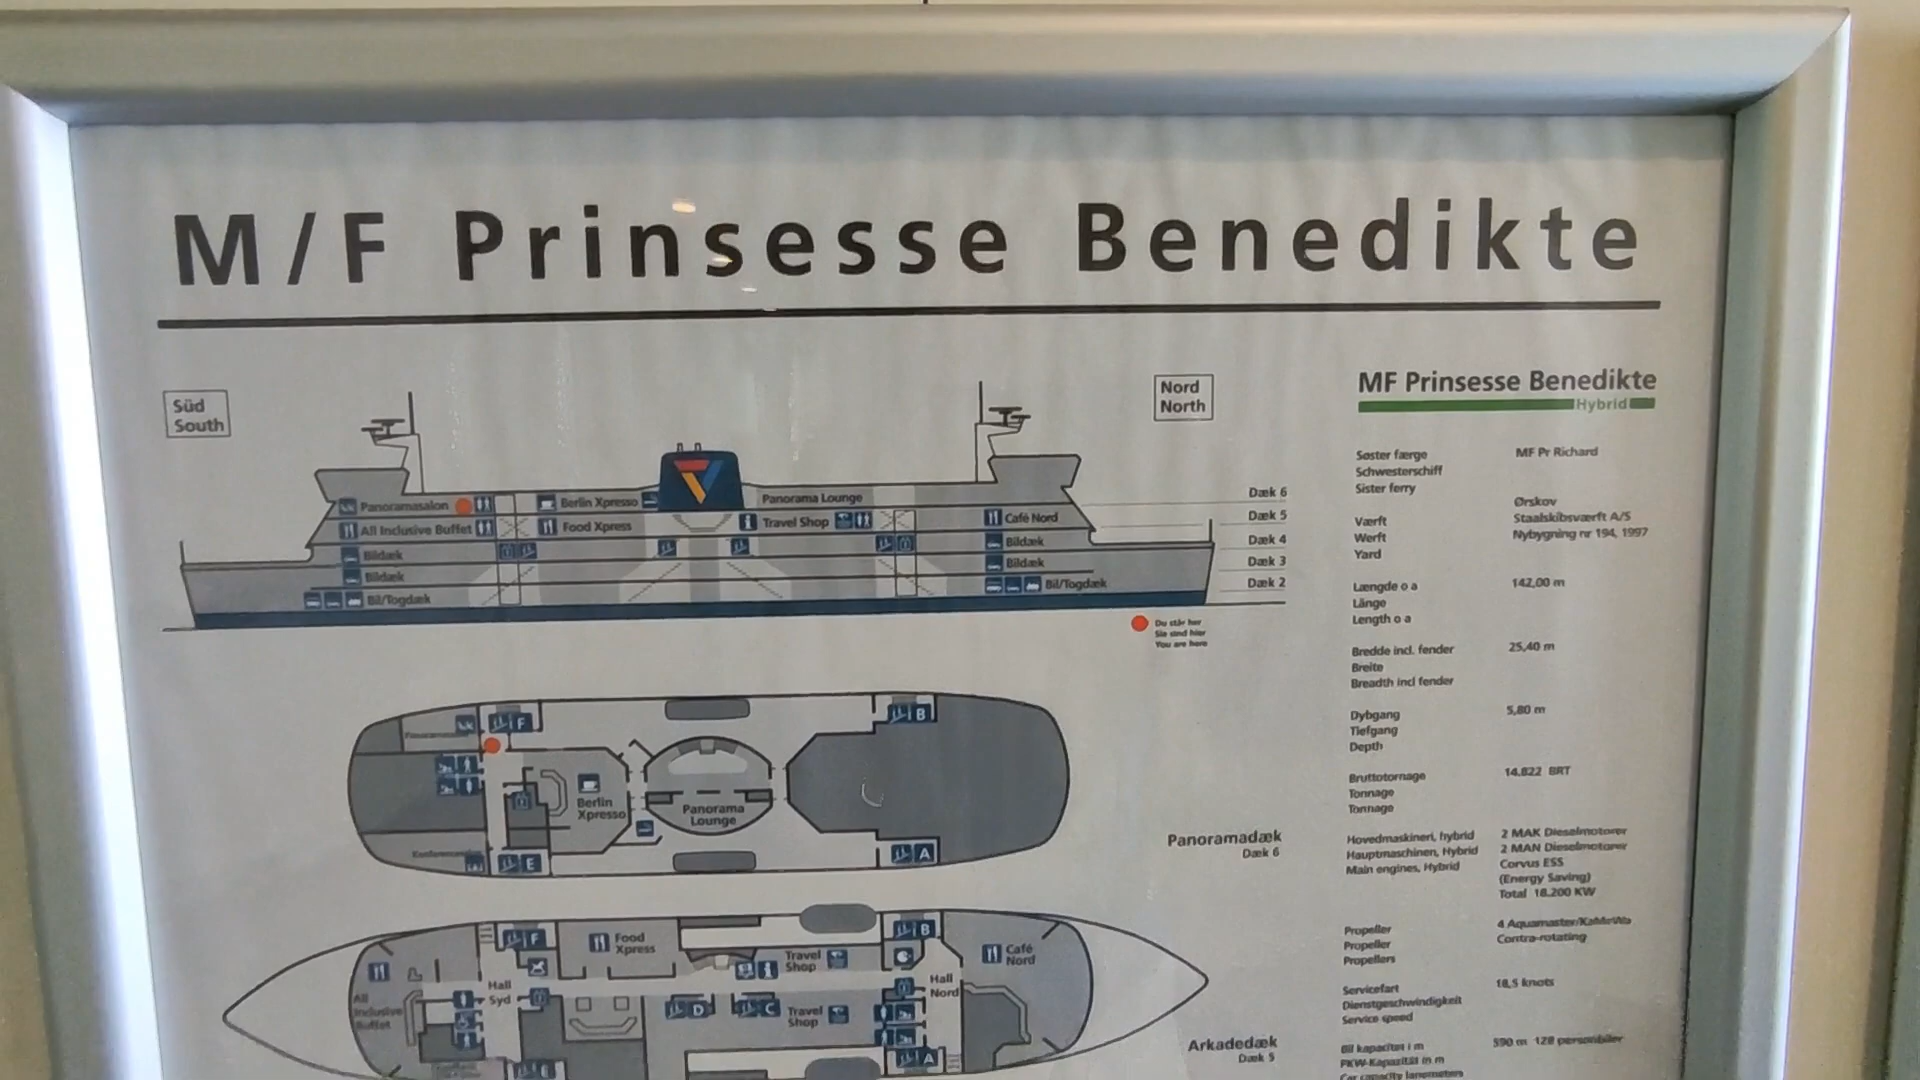 M/F Prinsesse Benedikte
Süd
South
Nord
North
Panoramasalon
Berlin Xpresso
Panorama Lounge
Dæk 6
All Inclusive Buffet
Food Xpress
Travel Shop
Café Nord
Dæk 5
Bildæk
Bildæk
Dæk 4
Bildæk
Bildæk
Dæk 3
Bil/Togdæk
Bil/Togdæk
Dæk 2
Du står her
Sie sind hier
You are here
F
B
Berlin
Xpresso
Panorama
Lounge
E
A
Panoramadæk
Dæk 6
F
Food
Xpress
Travel
Shop
B
Café
Nord
Hall
Syd
Hall
Nord
All
Inclusive
Buffet
D
C
Travel
Shop
A
E
Arkadedæk
Dæk 5
MF Prinsesse Benedikte
Hybrid
Søster færge MF Pr Richard
Schwesterschiff
Sister ferry
Ørskov
Værft Staalskibsværft A/S
Werft Nybygning nr 194, 1997
Yard
Længde o a 142,00 m
Länge
Length o a
Bredde incl. fender 25,40 m
Breite
Breadth incl fender
Dybgang 5,80 m
Tiefgang
Depth
Bruttotornage 14.822 BRT
Tonnage
Tonnage
Hovedmaskineri, hybrid 2 MAK Dieselmotorer
Hauptmaschinen, Hybrid 2 MAN Dieselmotorer
Main engines, Hybrid Corvus ESS
(Energy Saving)
Total 18.200 KW
Propeller 4 Aquamaster/KaMeWa
Propeller Contra-rotating
Propellers
Servicefart 18,5 knots
Dienstgeschwindigkeit
Service speed
Bil kapacitet i m 590 m 128 personbiler
PKW-Kapazität in m
Car capacity lanometers